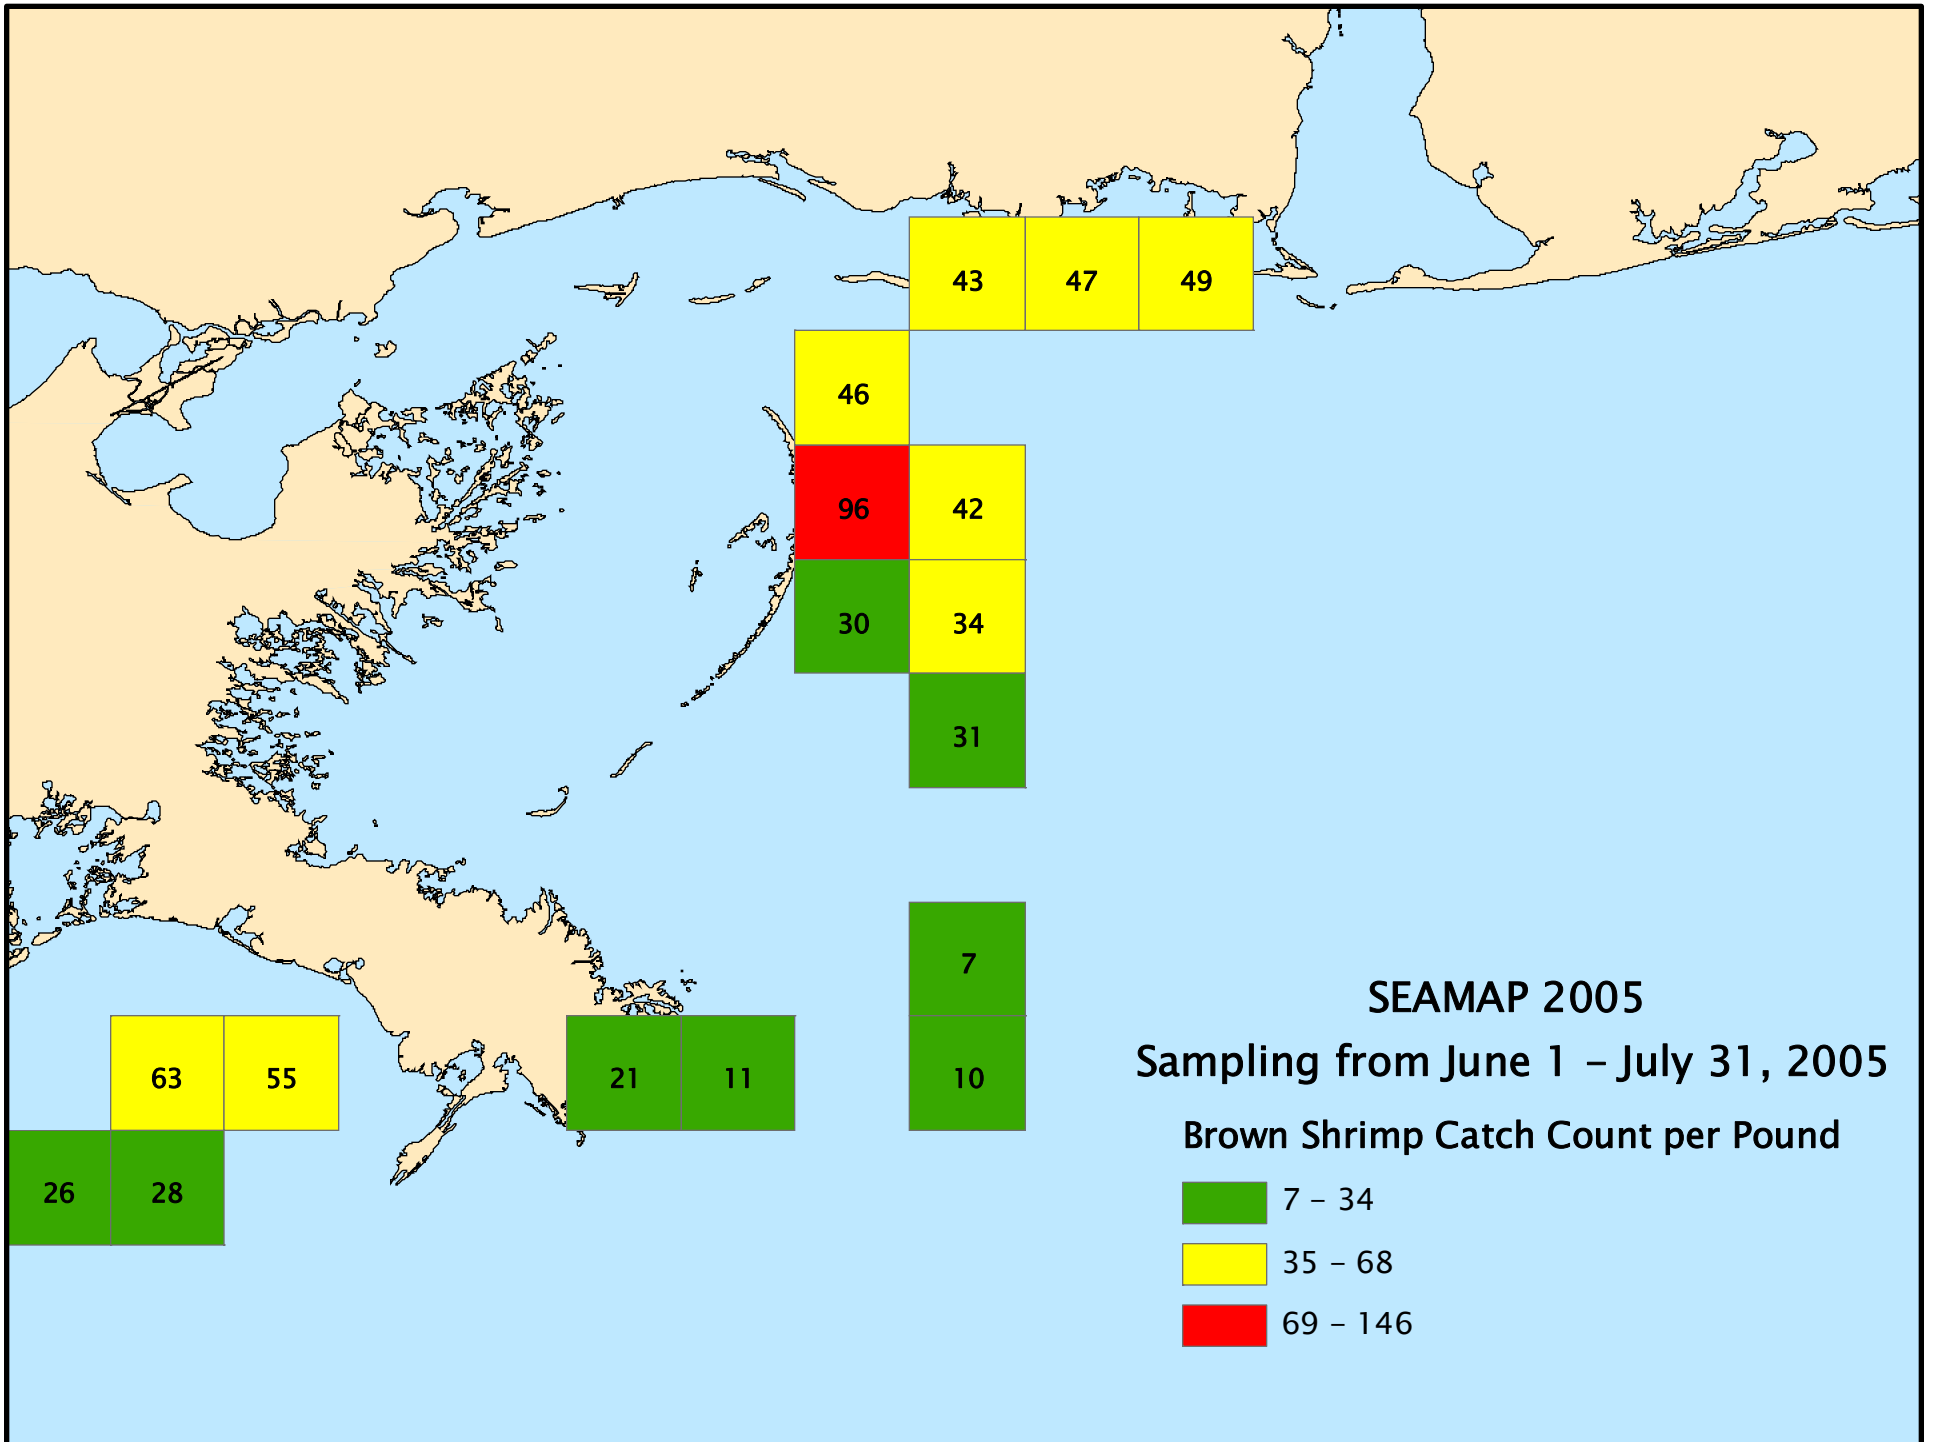 43 47 49
46
96 42
30 34
31
7
SEAMAP 2005
Sampling from June 1 – July 31, 2005
63 55 21 11 10
Brown Shrimp Catch Count per Pound
26 28
7 – 34
35 – 68
69 – 146